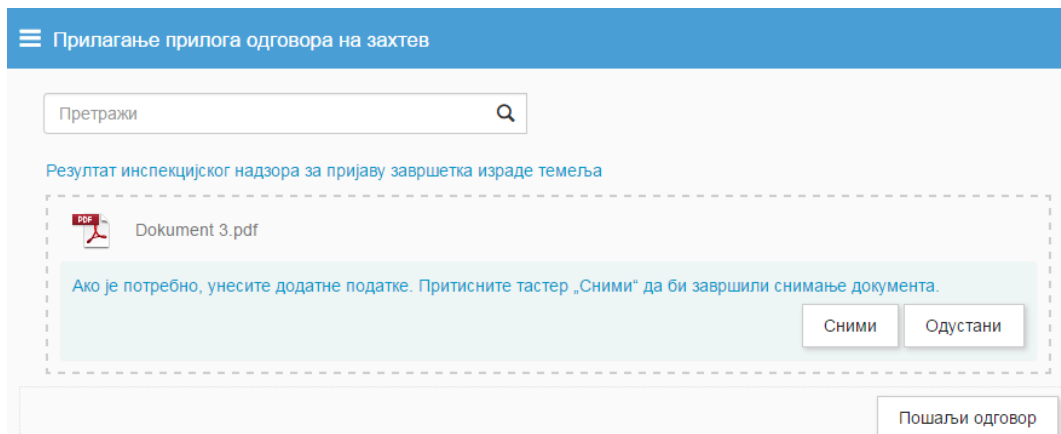 Прилагање прилога одговора на захтев
Претражи
Резултат инспекцијског надзора за пријаву завршетка израде темеља
PDF
Dokument 3.pdf
Ако је потребно, унесите додатне податке. Притисните тастер „Сними“ да би завршили снимање документа.
Сними Одустани
Пошаљи одговор